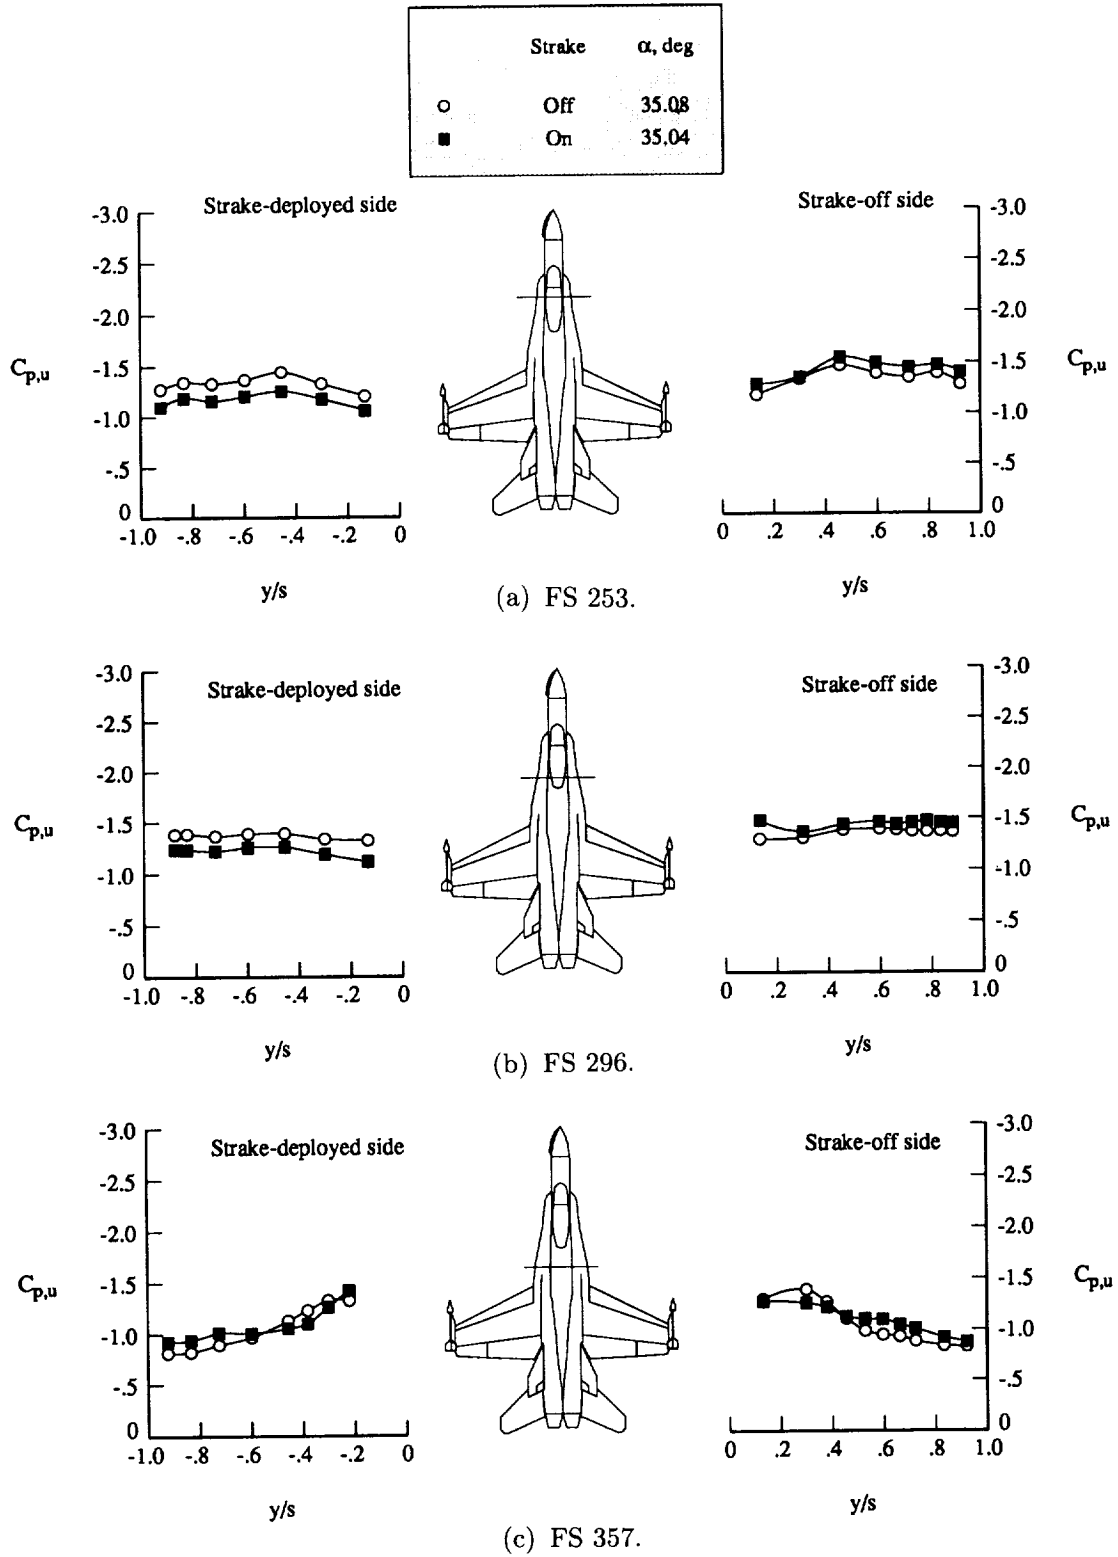 Strake α, deg
Off 35.08
On 35.04
Strake-deployed side
Strake-off side
-3.0
-2.5
-2.0
-1.5
-1.0
-.5
0
C_p,u
-1.0 -.8 -.6 -.4 -.2 0
y/s
-3.0
-2.5
-2.0
-1.5
-1.0
-.5
0
C_p,u
0 .2 .4 .6 .8 1.0
y/s
(a) FS 253.
Strake-deployed side
Strake-off side
-3.0
-2.5
-2.0
-1.5
-1.0
-.5
0
C_p,u
-1.0 -.8 -.6 -.4 -.2 0
y/s
-3.0
-2.5
-2.0
-1.5
-1.0
-.5
0
C_p,u
0 .2 .4 .6 .8 1.0
y/s
(b) FS 296.
Strake-deployed side
Strake-off side
-3.0
-2.5
-2.0
-1.5
-1.0
-.5
0
C_p,u
-1.0 -.8 -.6 -.4 -.2 0
y/s
-3.0
-2.5
-2.0
-1.5
-1.0
-.5
0
C_p,u
0 .2 .4 .6 .8 1.0
y/s
(c) FS 357.